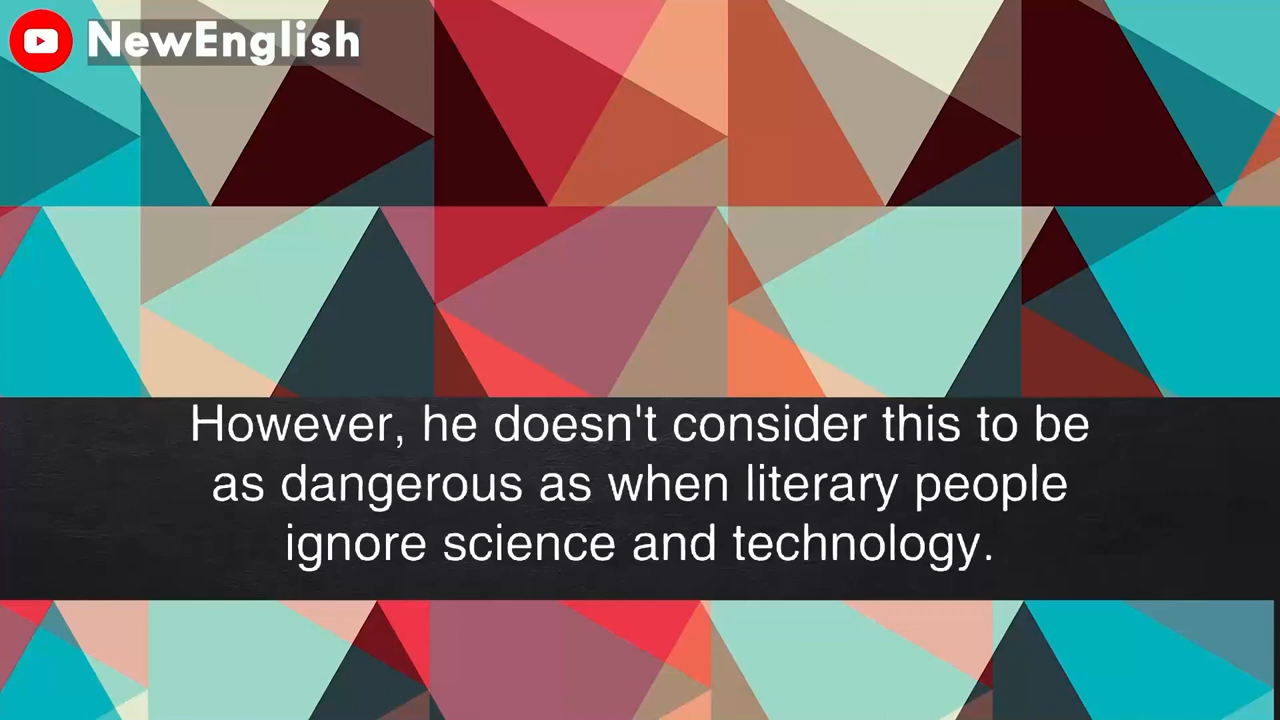 NewEnglish
However, he doesn't consider this to be
as dangerous as when literary people
ignore science and technology.